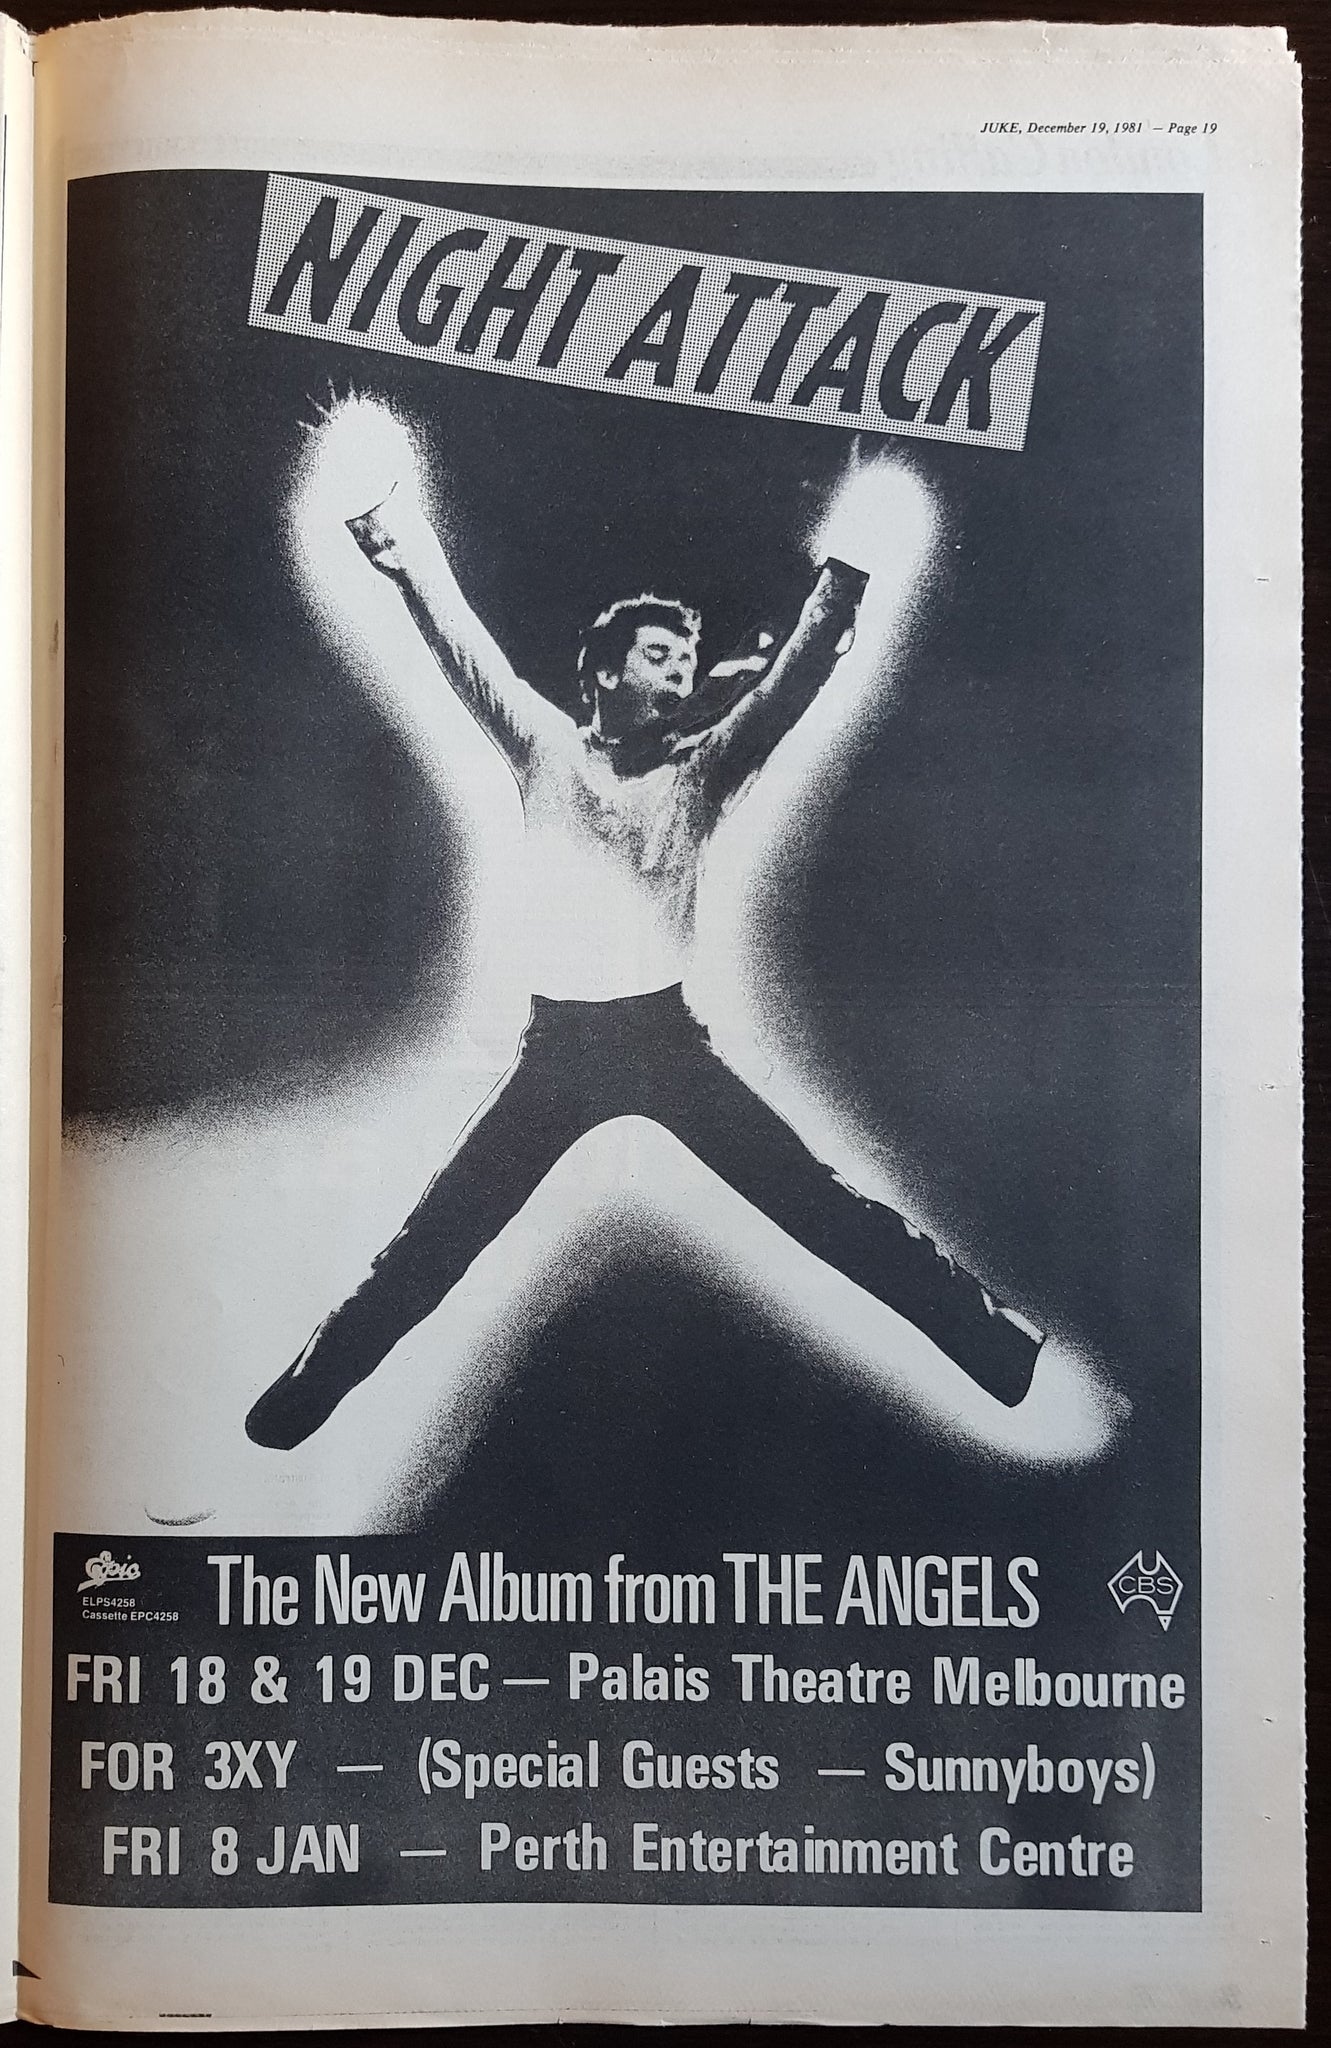 JUKE, December 19, 1981 — Page 19
NIGHT ATTACK
Epic
ELPS4258
Cassette EPC4258
The New Album from THE ANGELS
CBS
FRI 18 & 19 DEC — Palais Theatre Melbourne
FOR 3XY — (Special Guests — Sunnyboys)
FRI 8 JAN — Perth Entertainment Centre